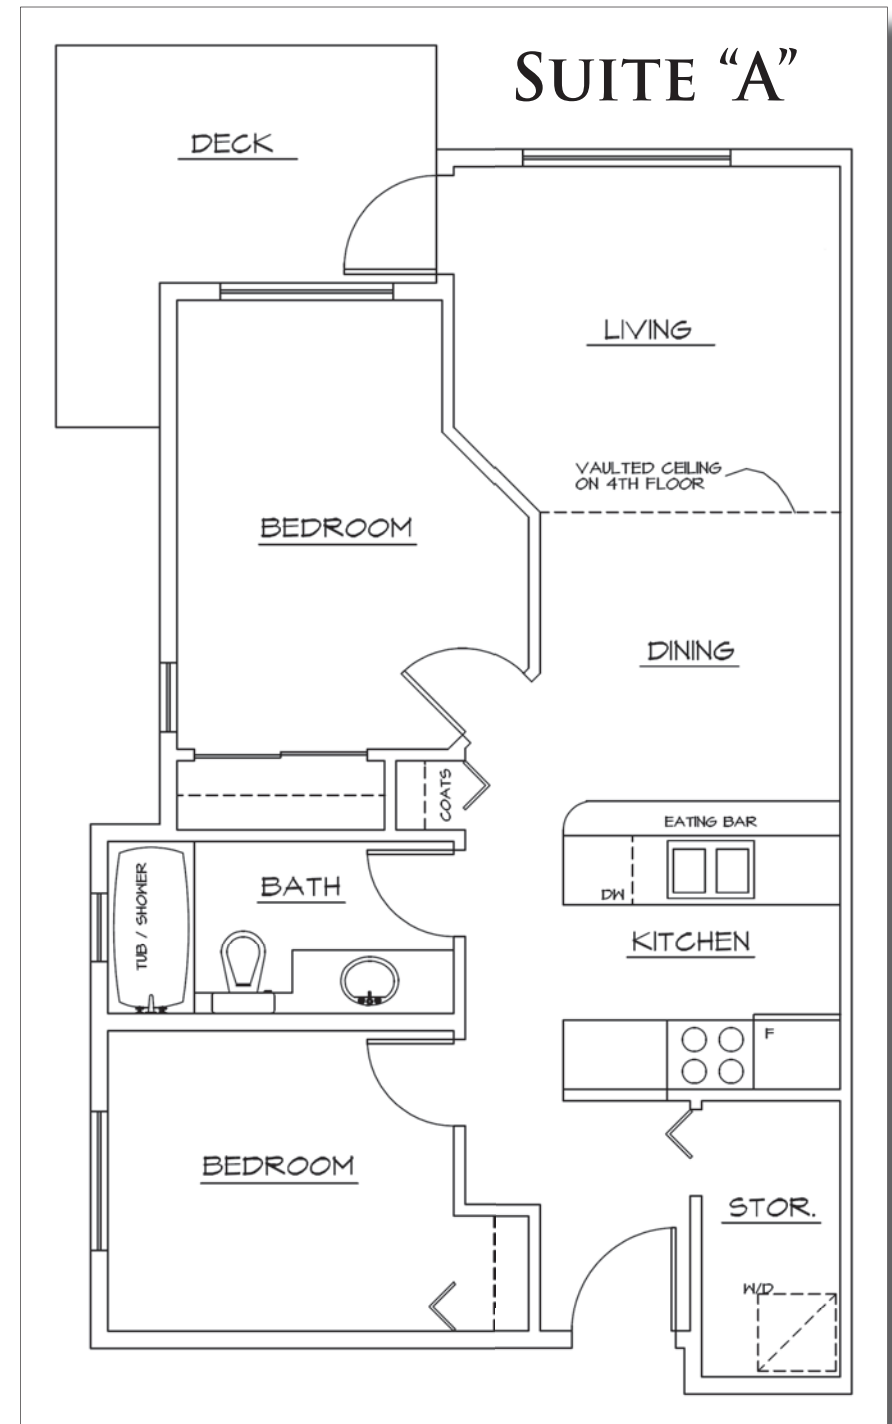 SUITE “A”
DECK
LIVING
VAULTED CEILING
ON 4TH FLOOR
BEDROOM
DINING
COATS
EATING BAR
DW
TUB / SHOWER
BATH
KITCHEN
F
BEDROOM
STOR.
W/D